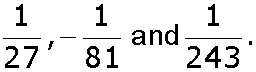 1/27, -1/81 and 1/243.